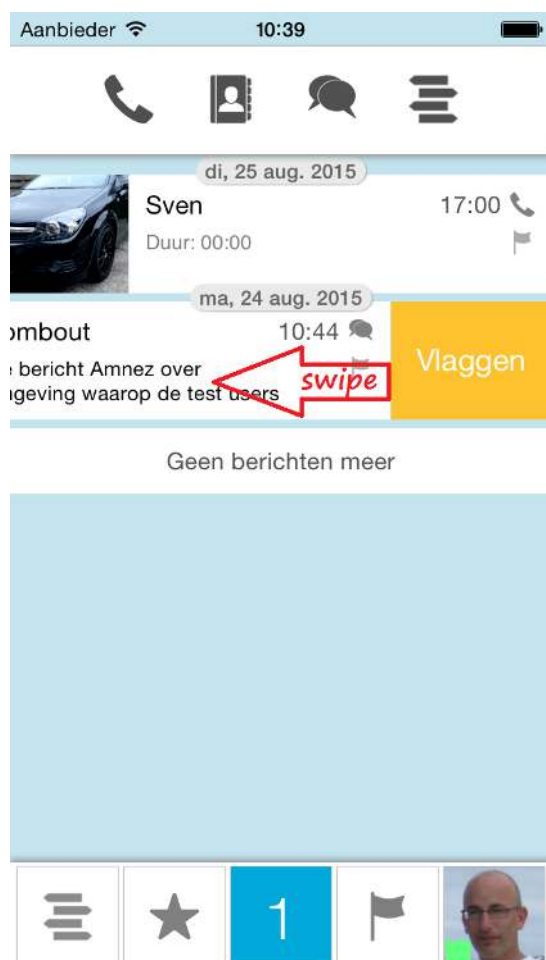 Aanbieder 10:39
di, 25 aug. 2015
Sven 17:00
Duur: 00:00
ma, 24 aug. 2015
ombout 10:44
bericht Amnez over
geving waarop de test users
swipe
Vlaggen
Geen berichten meer
1